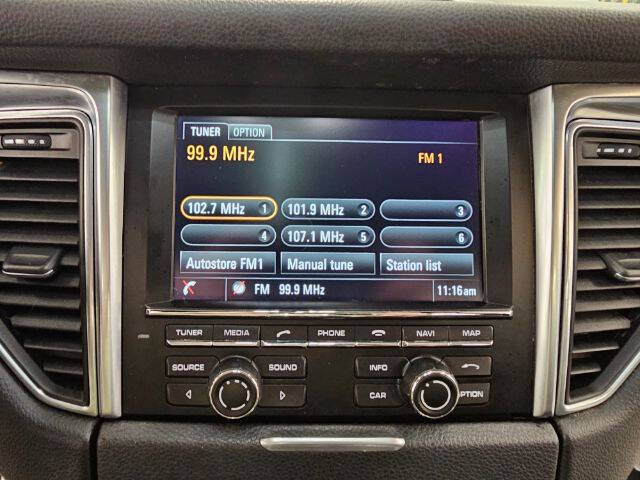 TUNER OPTION
99.9 MHz FM 1
102.7 MHz 1 101.9 MHz 2 3
4 107.1 MHz 5 6
Autostore FM1 Manual tune Station list
FM 99.9 MHz 11:16am
TUNER MEDIA PHONE NAVI MAP
SOURCE SOUND INFO
CAR OPTION